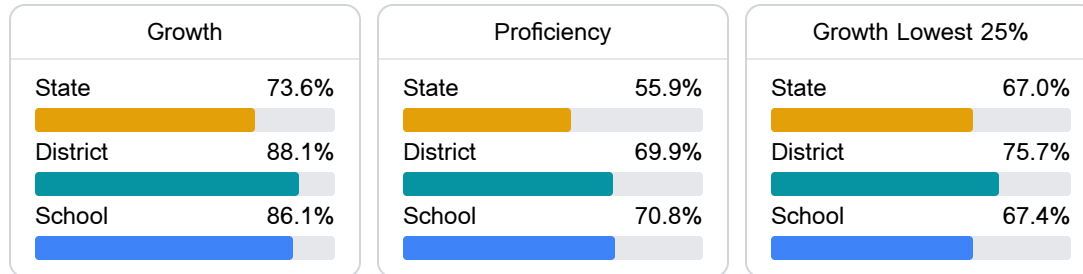 Growth
State 73.6%
District 88.1%
School 86.1%
Proficiency
State 55.9%
District 69.9%
School 70.8%
Growth Lowest 25%
State 67.0%
District 75.7%
School 67.4%